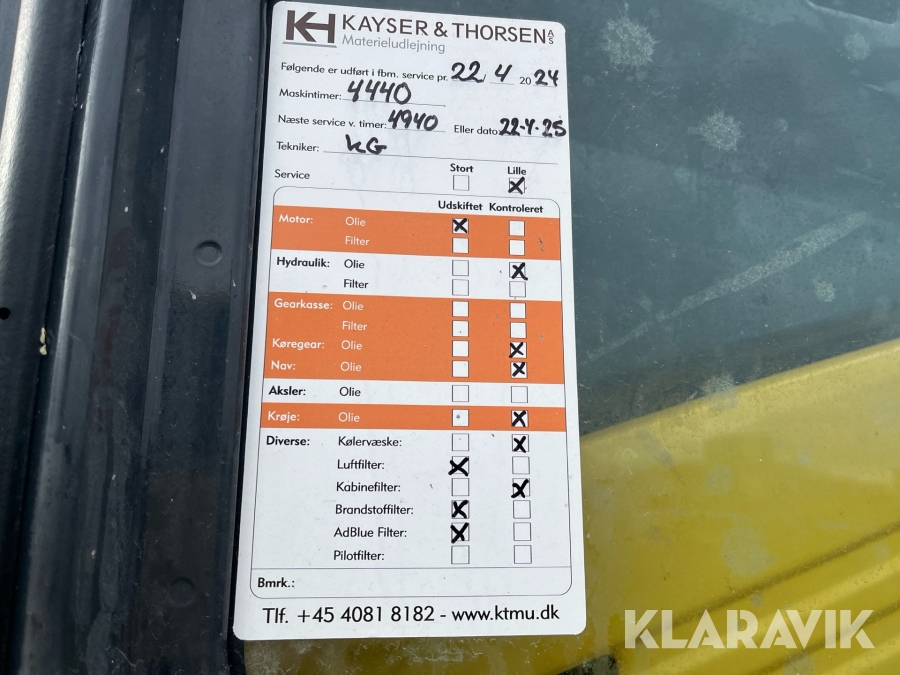 KH KAYSER & THORSEN A/S
Materieludlejning
Følgende er udført i fbm. service pr. 22/4 2024
Maskintimer: 4440
Næste service v. timer: 4940 Eller dato: 22-4-25
Tekniker: KG
Stort Lille
Service
Udskiftet Kontroleret
Motor: Olie
Filter
Hydraulik: Olie
Filter
Gearkasse: Olie
Filter
Køregear: Olie
Nav: Olie
Aksler: Olie
Krøje: Olie
Diverse: Kølervæske:
Luftfilter:
Kabinefilter:
Brandstoffilter:
AdBlue Filter:
Pilotfilter:
Bmrk.:
Tlf. +45 4081 8182 - www.ktmu.dk
KLARAVIK